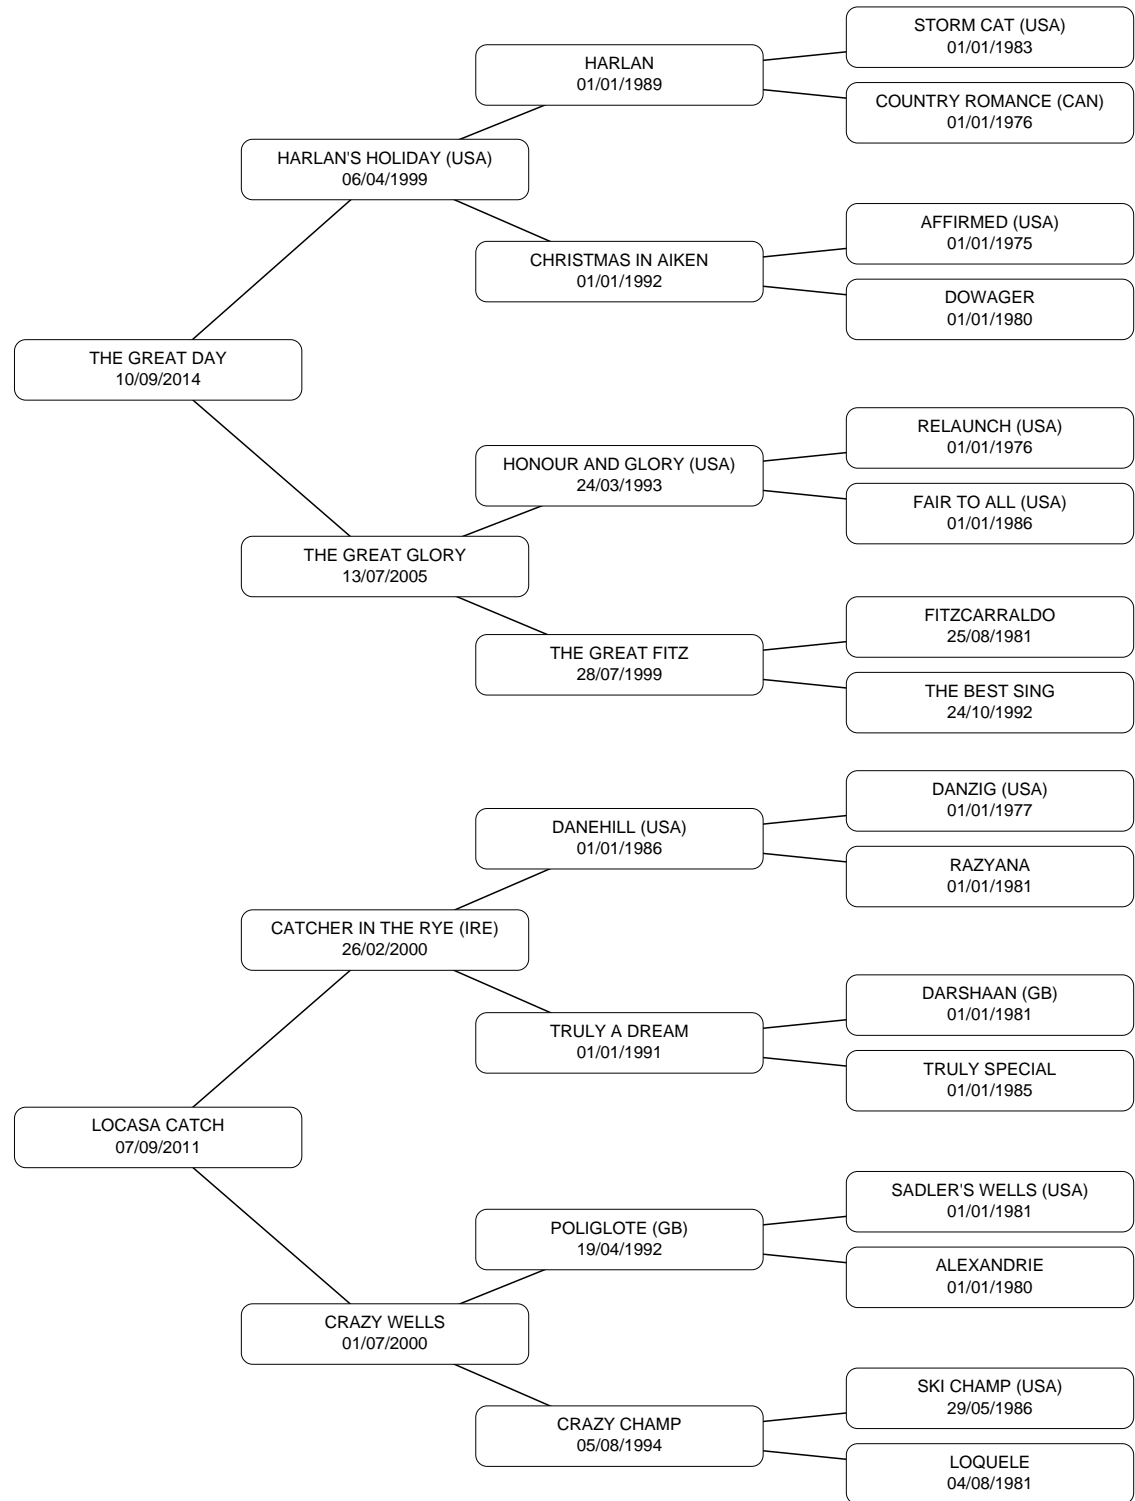 STORM CAT (USA)
01/01/1983
HARLAN
01/01/1989
COUNTRY ROMANCE (CAN)
01/01/1976
HARLAN'S HOLIDAY (USA)
06/04/1999
AFFIRMED (USA)
01/01/1975
CHRISTMAS IN AIKEN
01/01/1992
DOWAGER
01/01/1980
THE GREAT DAY
10/09/2014
RELAUNCH (USA)
01/01/1976
HONOUR AND GLORY (USA)
24/03/1993
FAIR TO ALL (USA)
01/01/1986
THE GREAT GLORY
13/07/2005
FITZCARRALDO
25/08/1981
THE GREAT FITZ
28/07/1999
THE BEST SING
24/10/1992
DANZIG (USA)
01/01/1977
DANEHILL (USA)
01/01/1986
RAZYANA
01/01/1981
CATCHER IN THE RYE (IRE)
26/02/2000
DARSHAAN (GB)
01/01/1981
TRULY A DREAM
01/01/1991
TRULY SPECIAL
01/01/1985
LOCASA CATCH
07/09/2011
SADLER'S WELLS (USA)
01/01/1981
POLIGLOTE (GB)
19/04/1992
ALEXANDRIE
01/01/1980
CRAZY WELLS
01/07/2000
SKI CHAMP (USA)
29/05/1986
CRAZY CHAMP
05/08/1994
LOQUELE
04/08/1981